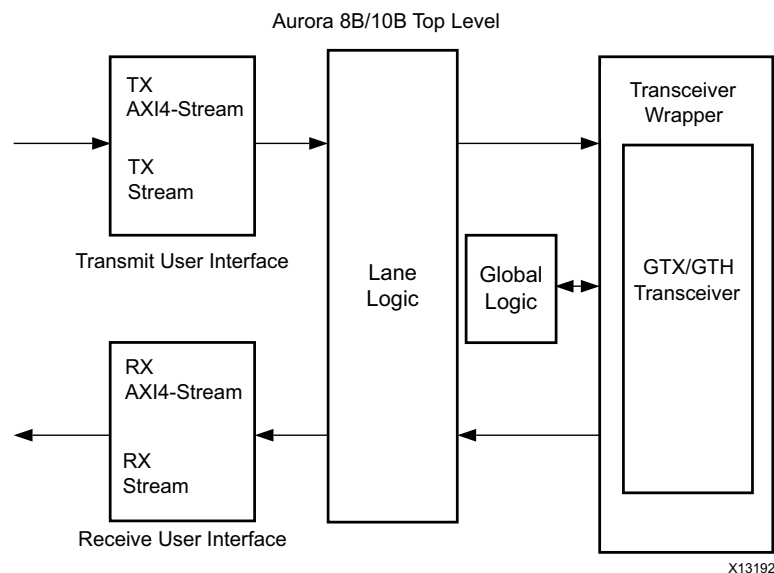 Aurora 8B/10B Top Level
TX
AXI4-Stream
TX
Stream
Transmit User Interface
Lane
Logic
Global
Logic
Transceiver
Wrapper
GTX/GTH
Transceiver
RX
AXI4-Stream
RX
Stream
Receive User Interface
X13192